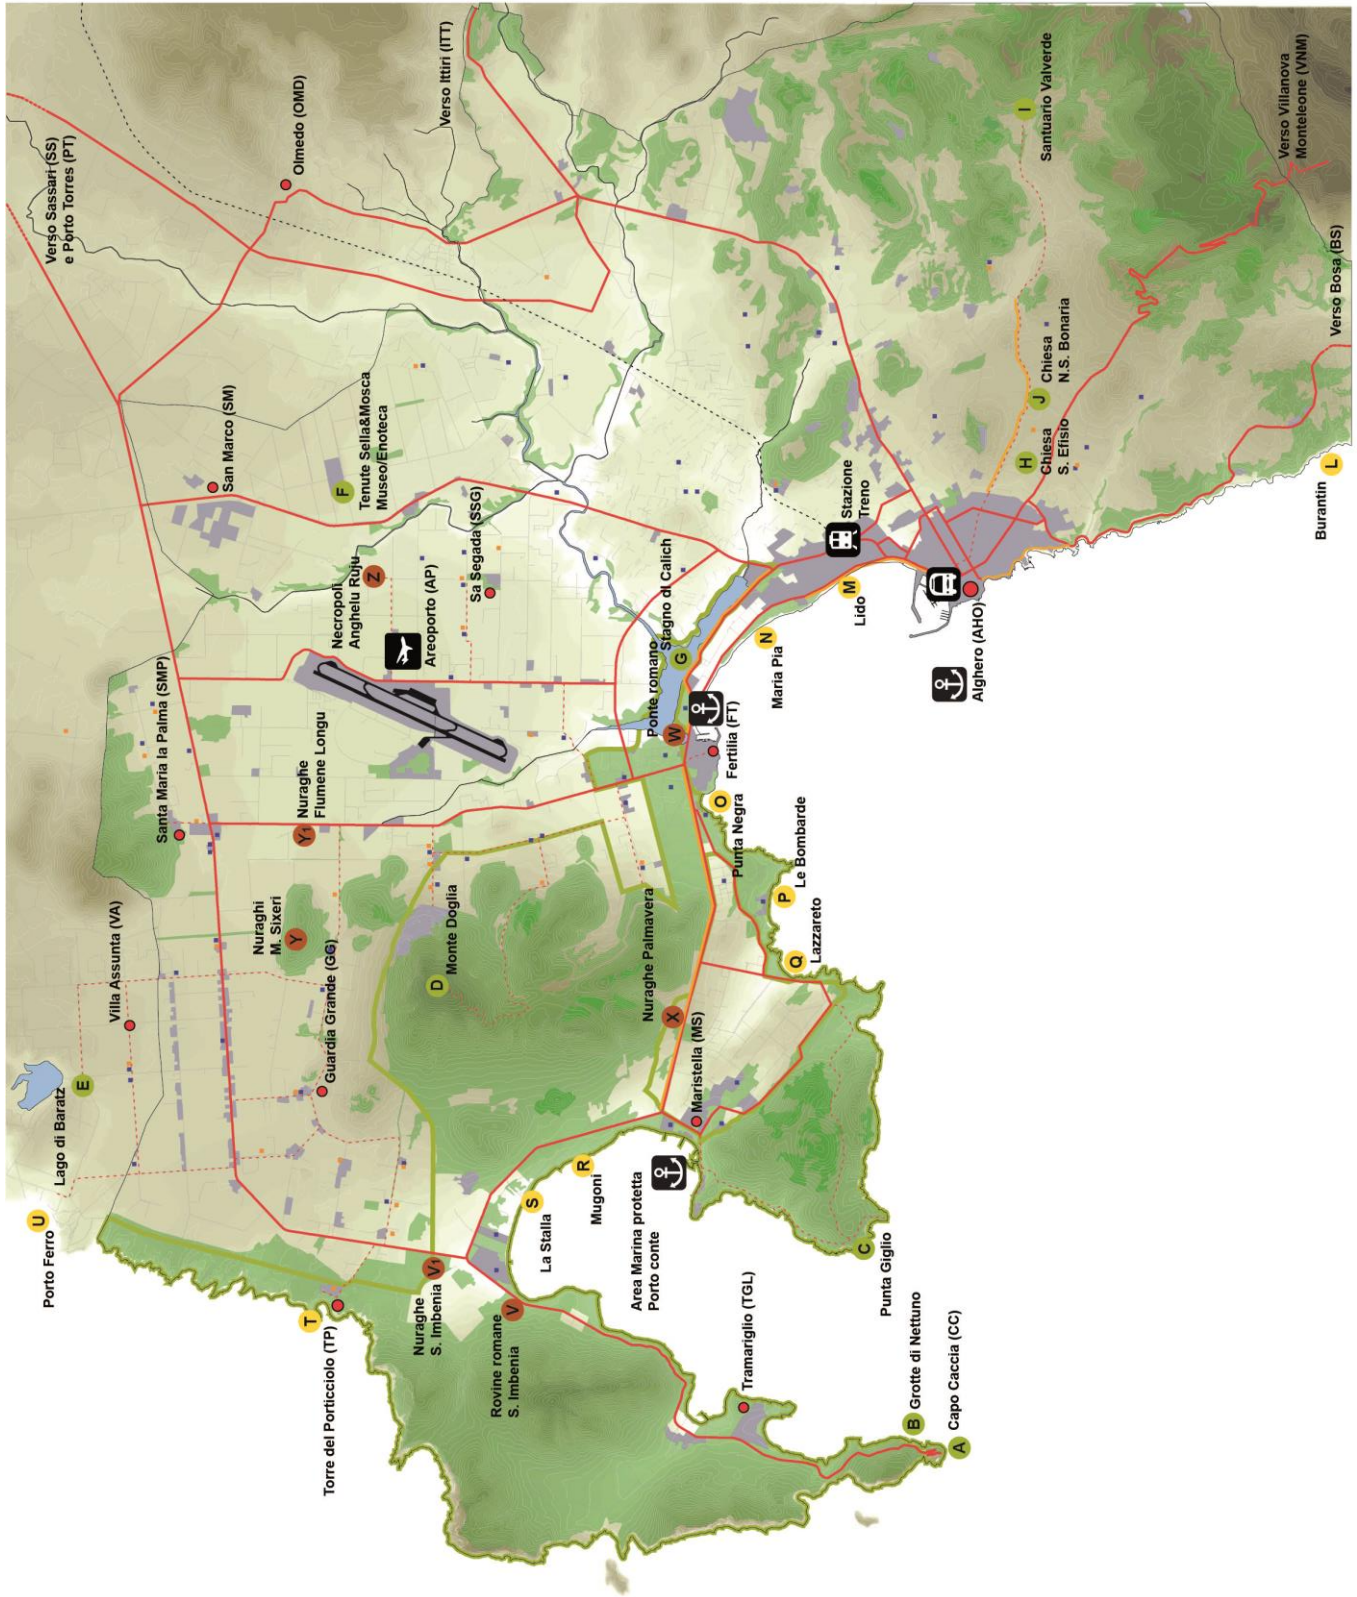 U
Porto Ferro
Lago di Baratz
E
Verso Sassari (SS)
e Porto Torres (PT)
Villa Assunta (VA)
Santa Maria la Palma (SMP)
San Marco (SM)
Olmedo (OMD)
T
Torre del Porticciolo (TP)
Guardia Grande (GG)
Nuraghi
M. Sixeri
Y
Y1
Nuraghe
Flumene Longu
Necropoli
Anghelu Ruju
Z
F
Tenute Sella&Mosca
Museo/Enoteca
Areoporto (AP)
Verso Ittiri (ITT)
Nuraghe
S. Imbenia
V1
D
Monte Doglia
Sa Segada (SSG)
Rovine romane
S. Imbenia
V
S
La Stalla
R
Mugoni
Area Marina protetta
Porto conte
Nuraghe Palmavera
X
Maristella (MS)
Ponte romano
W
Stagno di Calich
G
Fertilia (FT)
O
Punta Negra
Tramariglio (TGL)
P
Le Bombarde
Q
Lazzareto
N
Maria Pia
M
Lido
Stazione
Treno
C
Punta Giglio
B
Grotte di Nettuno
A
Capo Caccia (CC)
Alghero (AHO)
H
Chiesa
S. Efisio
J
Chiesa
N.S. Bonaria
I
Santuario Valverde
Verso Villanova
Monteleone (VNM)
L
Burantin
Verso Bosa (BS)